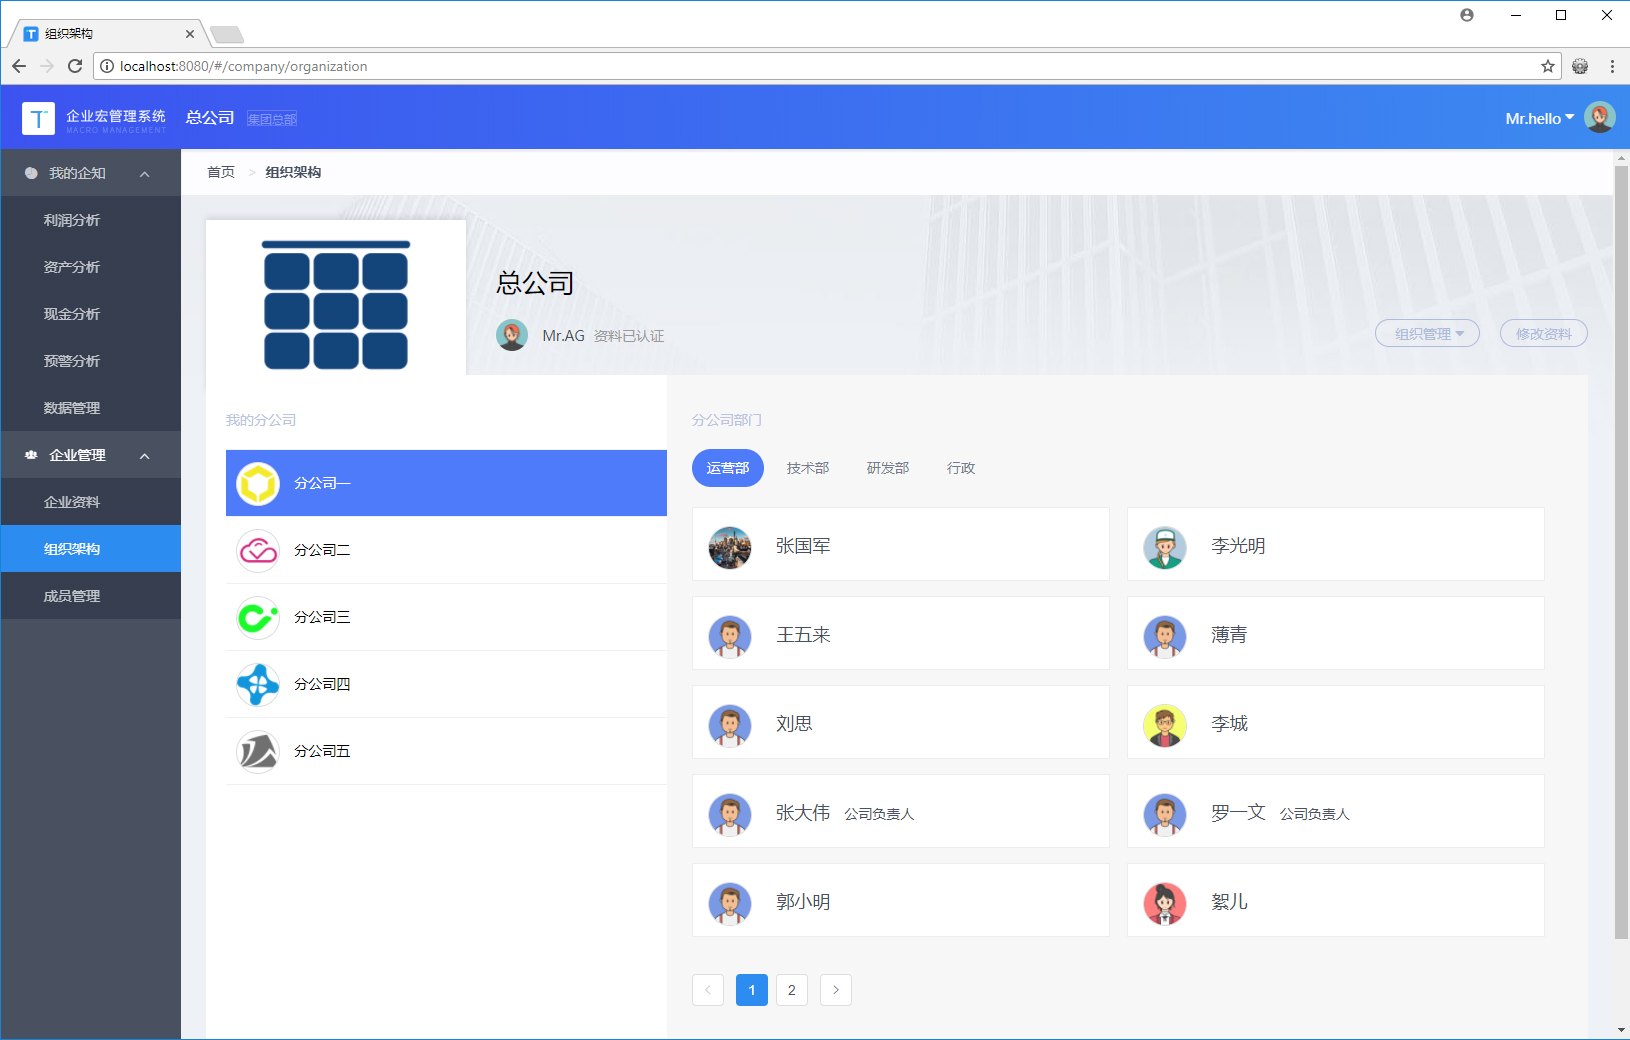 组织架构
localhost:8080/#/company/organization
企业宏管理系统
MACRO MANAGEMENT
总公司 集团总部
Mr.hello
我的企知
利润分析
资产分析
现金分析
预警分析
数据管理
企业管理
企业资料
组织架构
成员管理
首页 > 组织架构
总公司
Mr.AG 资料已认证
组织管理
修改资料
我的分公司
分公司一
分公司二
分公司三
分公司四
分公司五
分公司部门
运营部 技术部 研发部 行政
张国军
李光明
王五来
薄青
刘思
李城
张大伟 公司负责人
罗一文 公司负责人
郭小明
絮儿
< 1 2 >